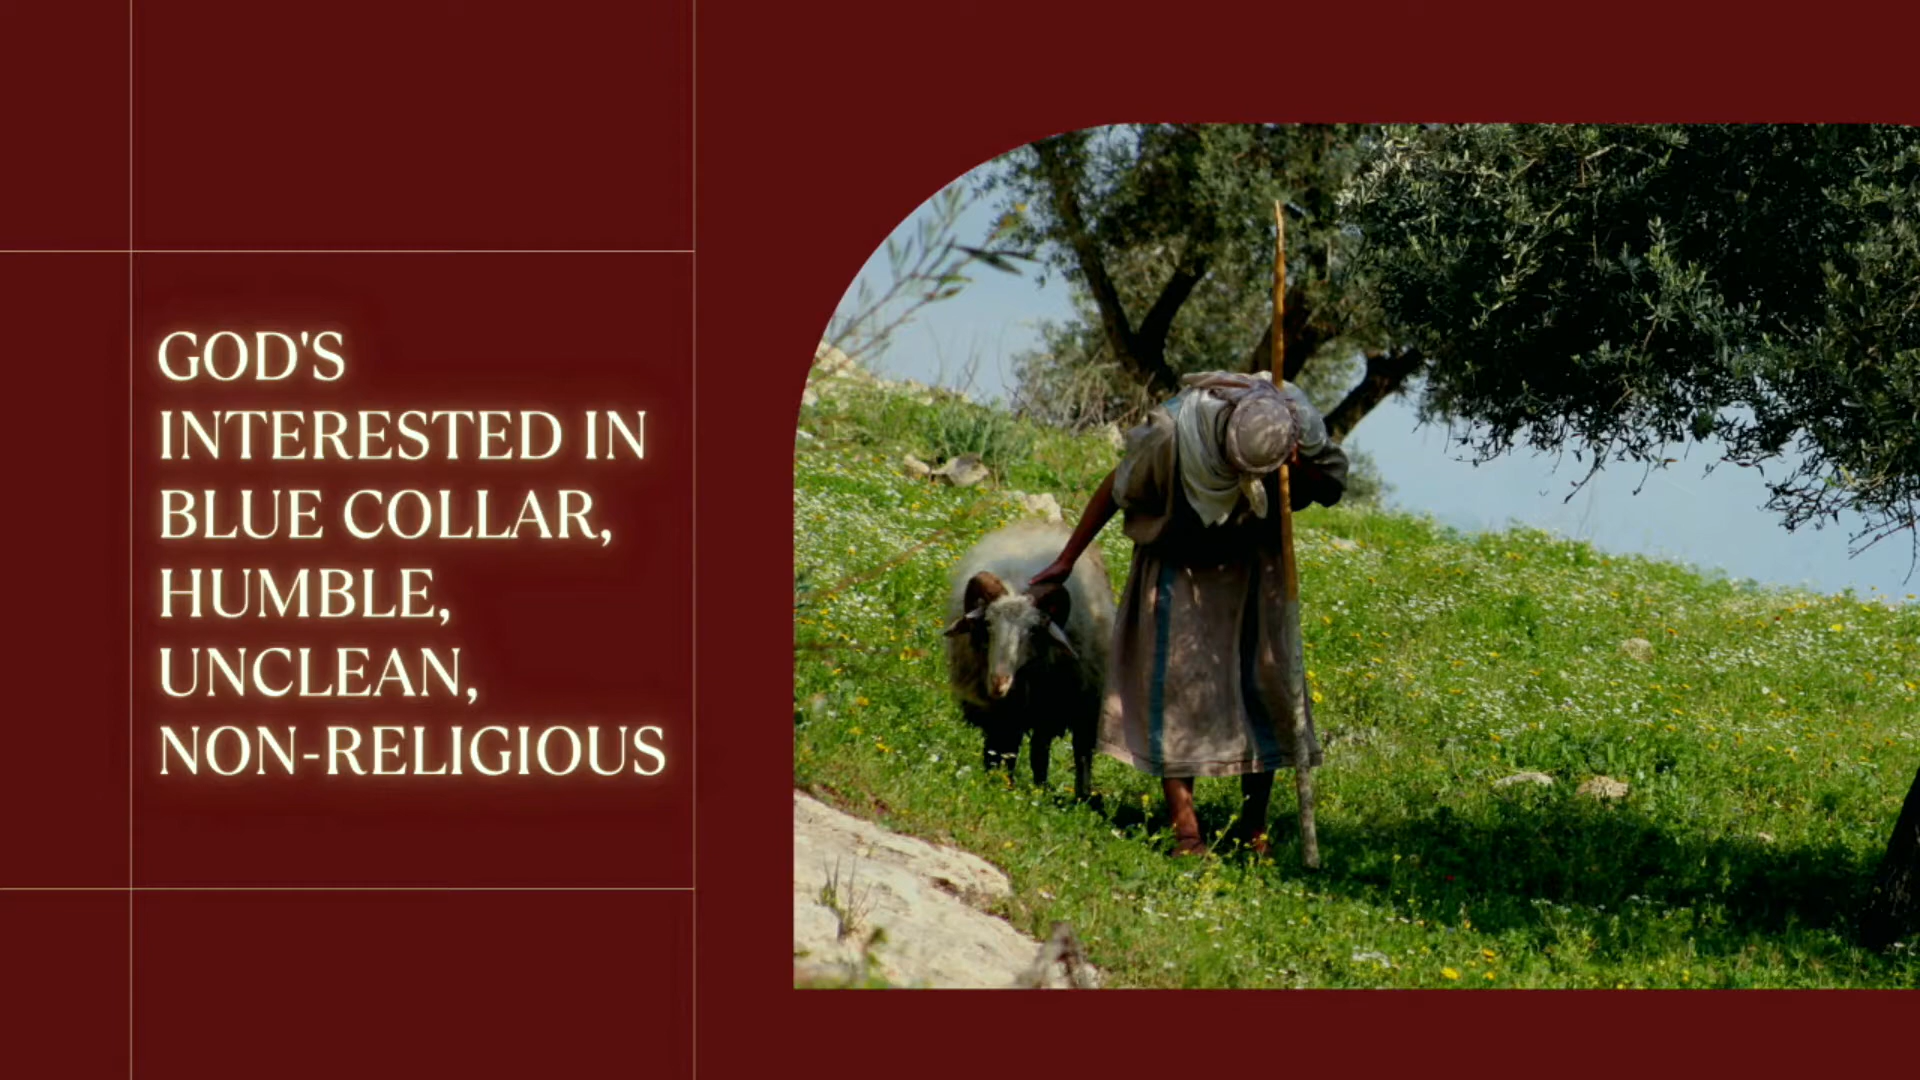 GOD'S
INTERESTED IN
BLUE COLLAR,
HUMBLE,
UNCLEAN,
NON-RELIGIOUS